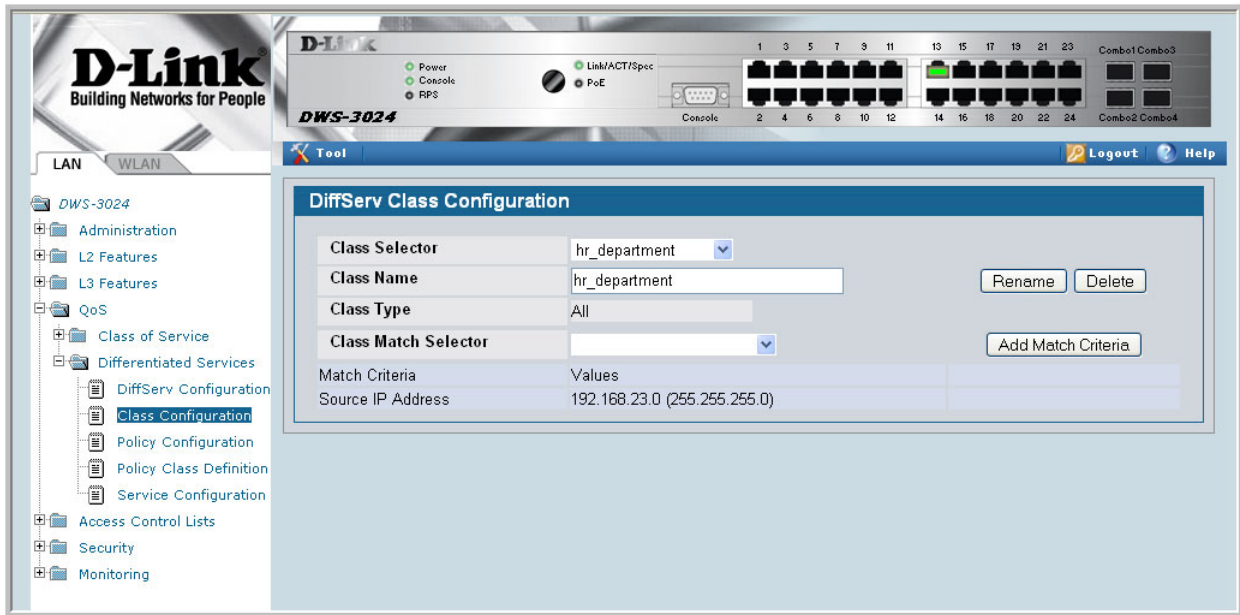 D-Link
Building Networks for People
D-Link
Power
Console
RPS
Link/ACT/Spec
PoE
DWS-3024
Console
1 3 5 7 9 11 13 15 17 19 21 23
Combo1 Combo3
2 4 6 8 10 12 14 16 18 20 22 24
Combo2 Combo4
LAN WLAN
Tool Logout Help
DWS-3024
Administration
L2 Features
L3 Features
QoS
Class of Service
Differentiated Services
DiffServ Configuration
Class Configuration
Policy Configuration
Policy Class Definition
Service Configuration
Access Control Lists
Security
Monitoring
DiffServ Class Configuration
Class Selector hr_department
Class Name hr_department Rename Delete
Class Type All
Class Match Selector Add Match Criteria
Match Criteria Values
Source IP Address 192.168.23.0 (255.255.255.0)